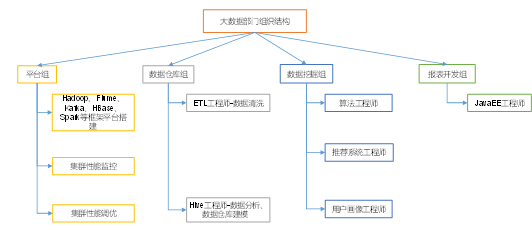 大数据部门组织结构
平台组
数据仓库组
数据挖掘组
报表开发组
Hadoop、Flume、
Kafka、HBase、
Spark等框架平台搭
建
集群性能监控
集群性能调优
ETL工程师-数据清洗
Hive工程师-数据分析、
数据仓库建模
算法工程师
推荐系统工程师
用户画像工程师
JavaEE工程师